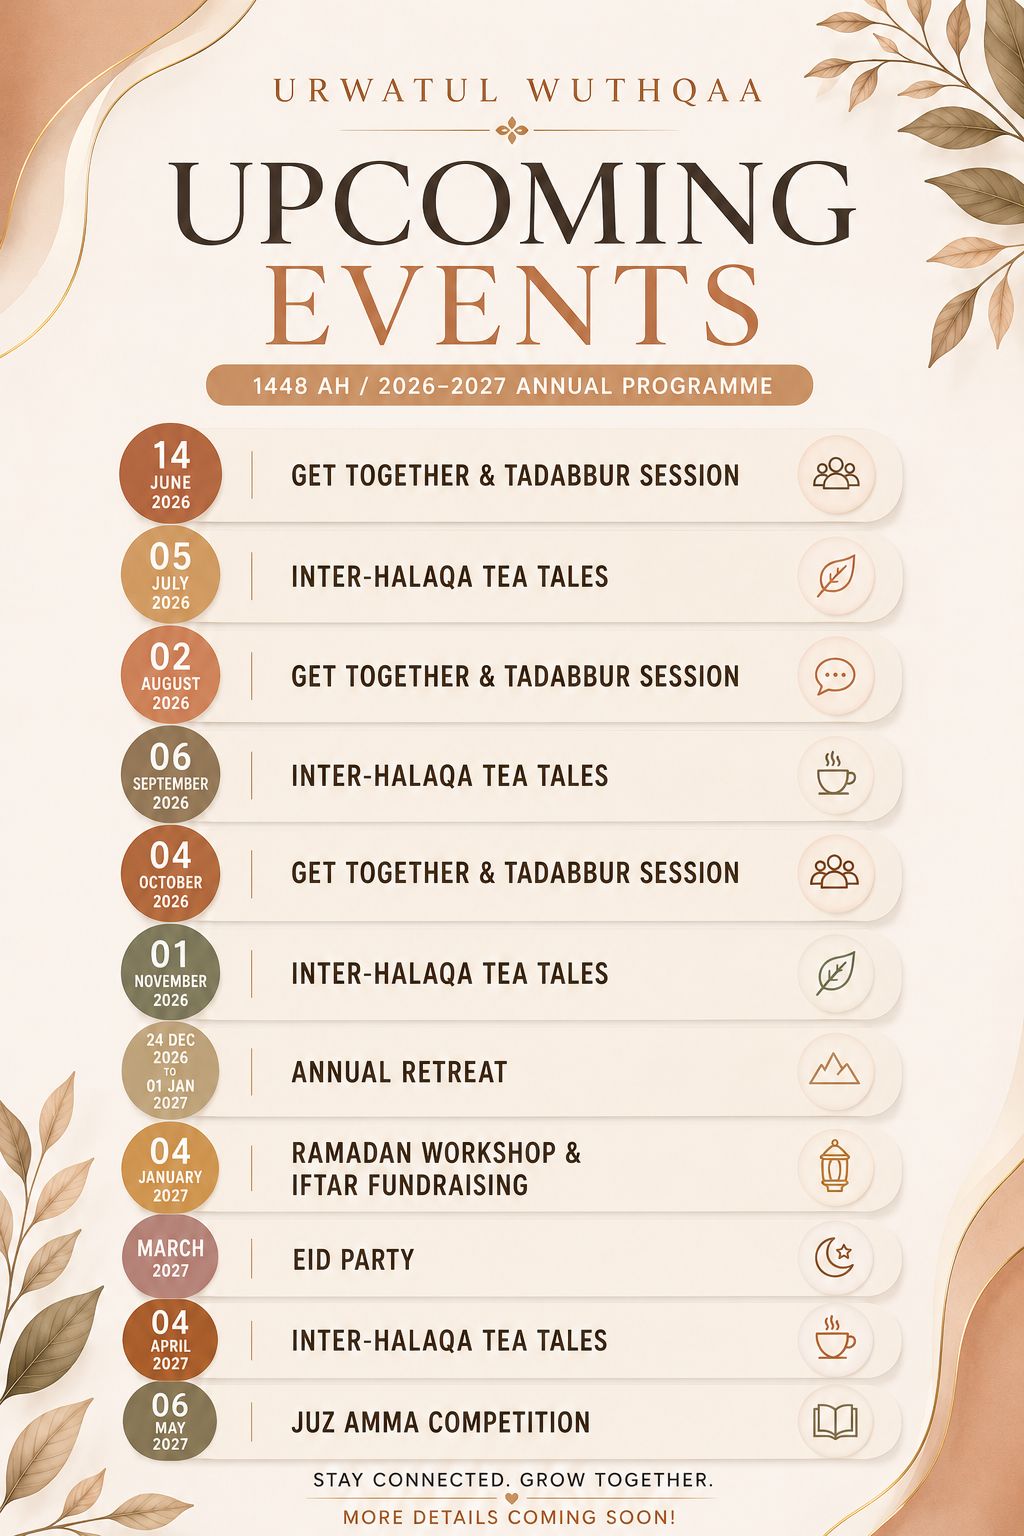 URWATUL WUTHQAA
UPCOMING
EVENTS
1448 AH / 2026–2027 ANNUAL PROGRAMME
14
JUNE
2026
GET TOGETHER & TADABBUR SESSION
05
JULY
2026
INTER-HALAQA TEA TALES
02
AUGUST
2026
GET TOGETHER & TADABBUR SESSION
06
SEPTEMBER
2026
INTER-HALAQA TEA TALES
04
OCTOBER
2026
GET TOGETHER & TADABBUR SESSION
01
NOVEMBER
2026
INTER-HALAQA TEA TALES
24 DEC
2026
TO
01 JAN
2027
ANNUAL RETREAT
04
JANUARY
2027
RAMADAN WORKSHOP &
IFTAR FUNDRAISING
MARCH
2027
EID PARTY
04
APRIL
2027
INTER-HALAQA TEA TALES
06
MAY
2027
JUZ AMMA COMPETITION
STAY CONNECTED. GROW TOGETHER.
MORE DETAILS COMING SOON!